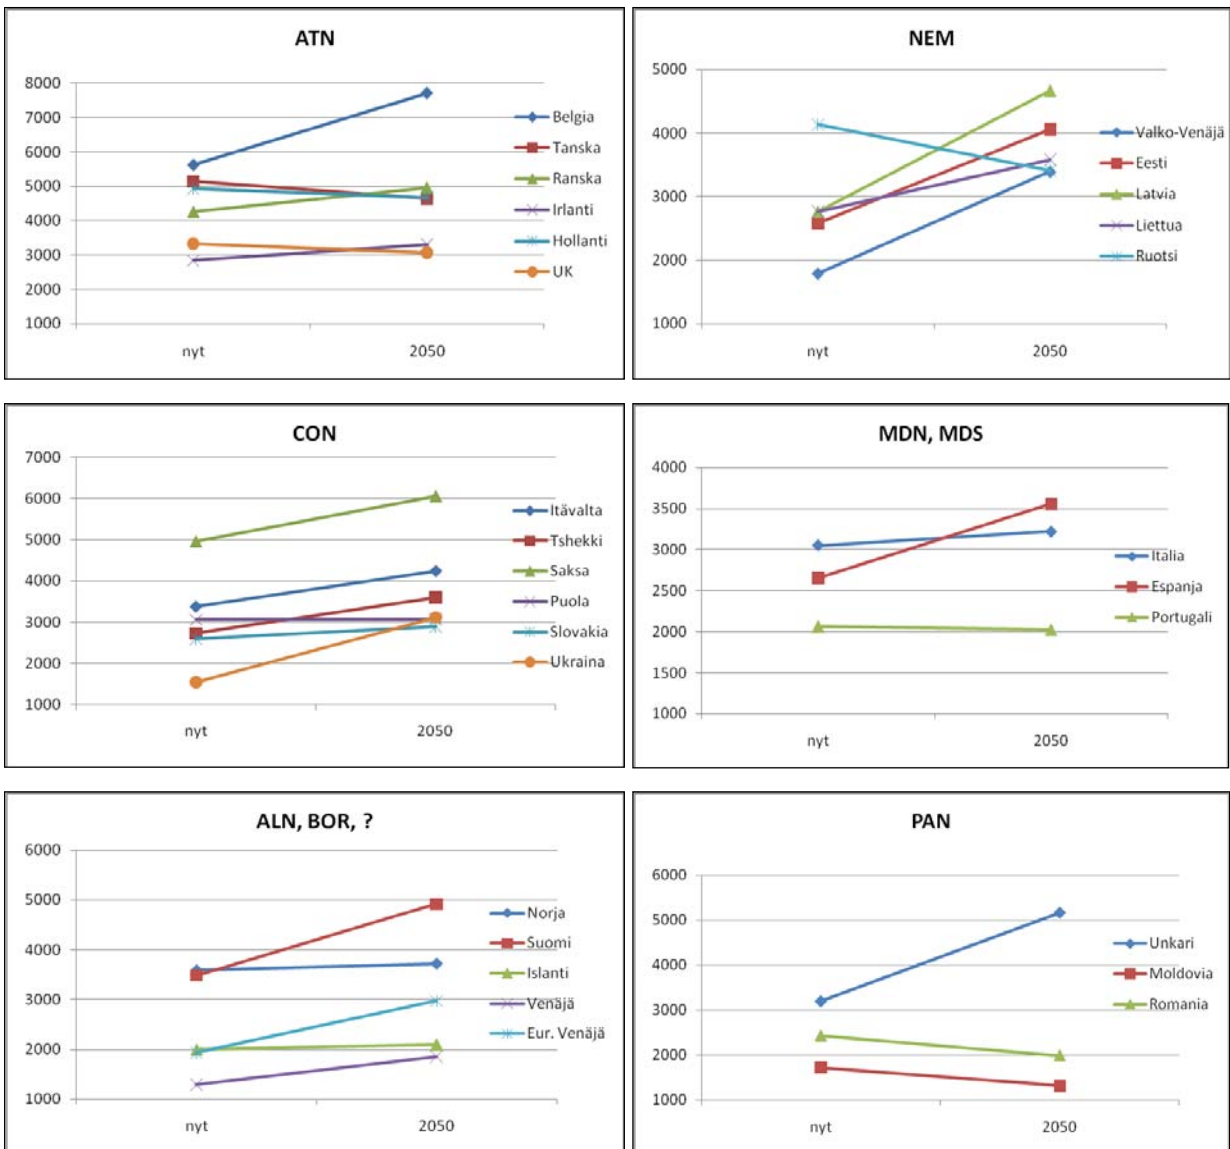 ATN
8000
7000
6000
5000
4000
3000
2000
1000
nyt 2050
Belgia
Tanska
Ranska
Irlanti
Hollanti
UK
NEM
5000
4000
3000
2000
1000
nyt 2050
Valko-Venäjä
Eesti
Latvia
Liettua
Ruotsi
CON
7000
6000
5000
4000
3000
2000
1000
nyt 2050
Itävalta
Tshekki
Saksa
Puola
Slovakia
Ukraina
MDN, MDS
4000
3500
3000
2500
2000
1500
1000
nyt 2050
Italia
Espanja
Portugali
ALN, BOR, ?
6000
5000
4000
3000
2000
1000
nyt 2050
Norja
Suomi
Islanti
Venäjä
Eur. Venäjä
PAN
6000
5000
4000
3000
2000
1000
nyt 2050
Unkari
Moldovia
Romania